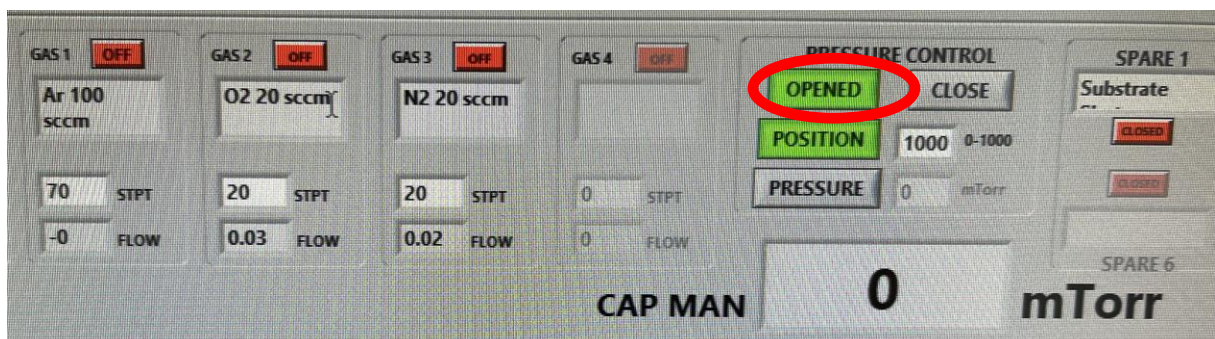 GAS 1 OFF
Ar 100
sccm
70 STPT
-0 FLOW
GAS 2 OFF
O2 20 sccm
20 STPT
0.03 FLOW
GAS 3 OFF
N2 20 sccm
20 STPT
0.02 FLOW
GAS 4 OFF
0 STPT
0 FLOW
PRESSURE CONTROL
OPENED CLOSE
POSITION 1000 0-1000
PRESSURE 0 mTorr
CAP MAN 0 mTorr
SPARE 1
Substrate
CLOSED
CLOSED
SPARE 6